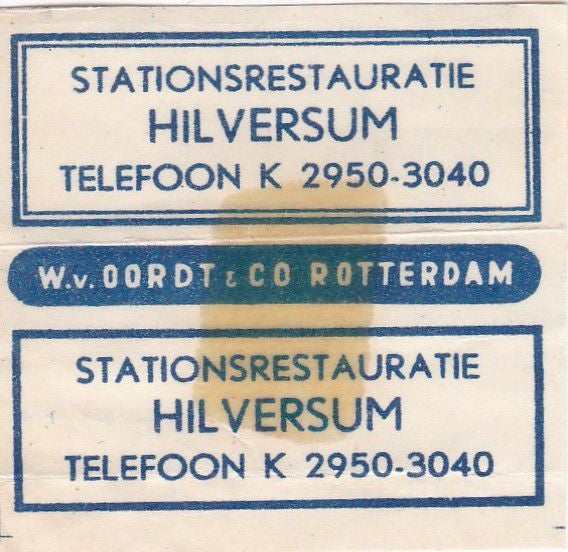 STATIONSRESTAURATIE
HILVERSUM
TELEFOON K 2950-3040
W.v. OORDT & CO ROTTERDAM
STATIONSRESTAURATIE
HILVERSUM
TELEFOON K 2950-3040